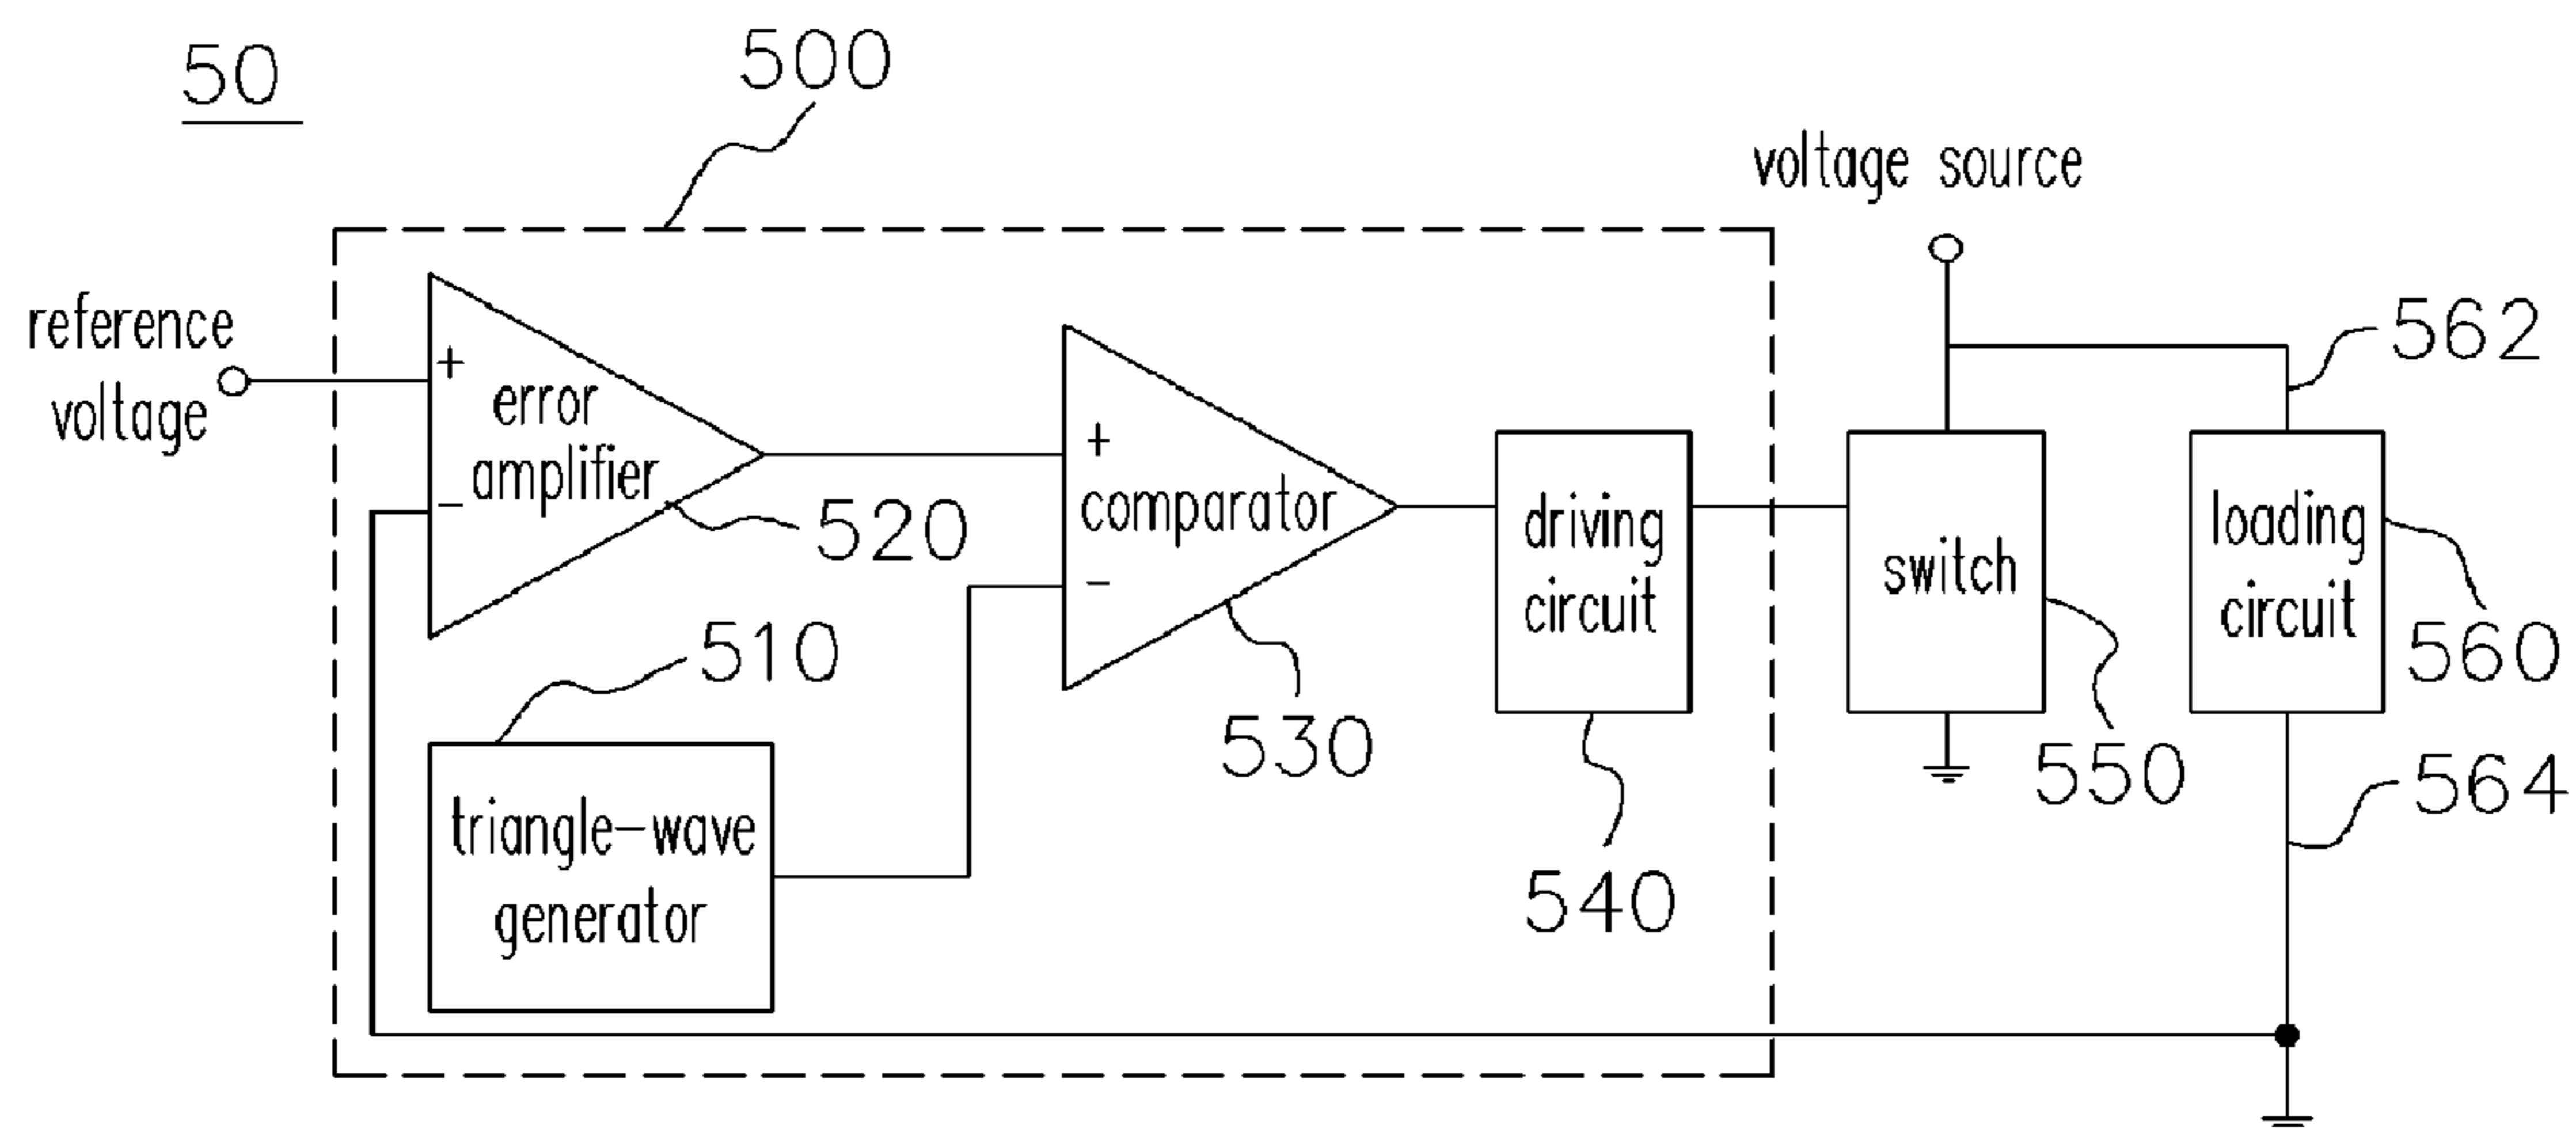 50
500
voltage source
reference
voltage
562
+
error
amplifier
−
520
+
comparator
−
driving
circuit
switch
loading
circuit
510
530
560
550
564
triangle-wave
generator
540